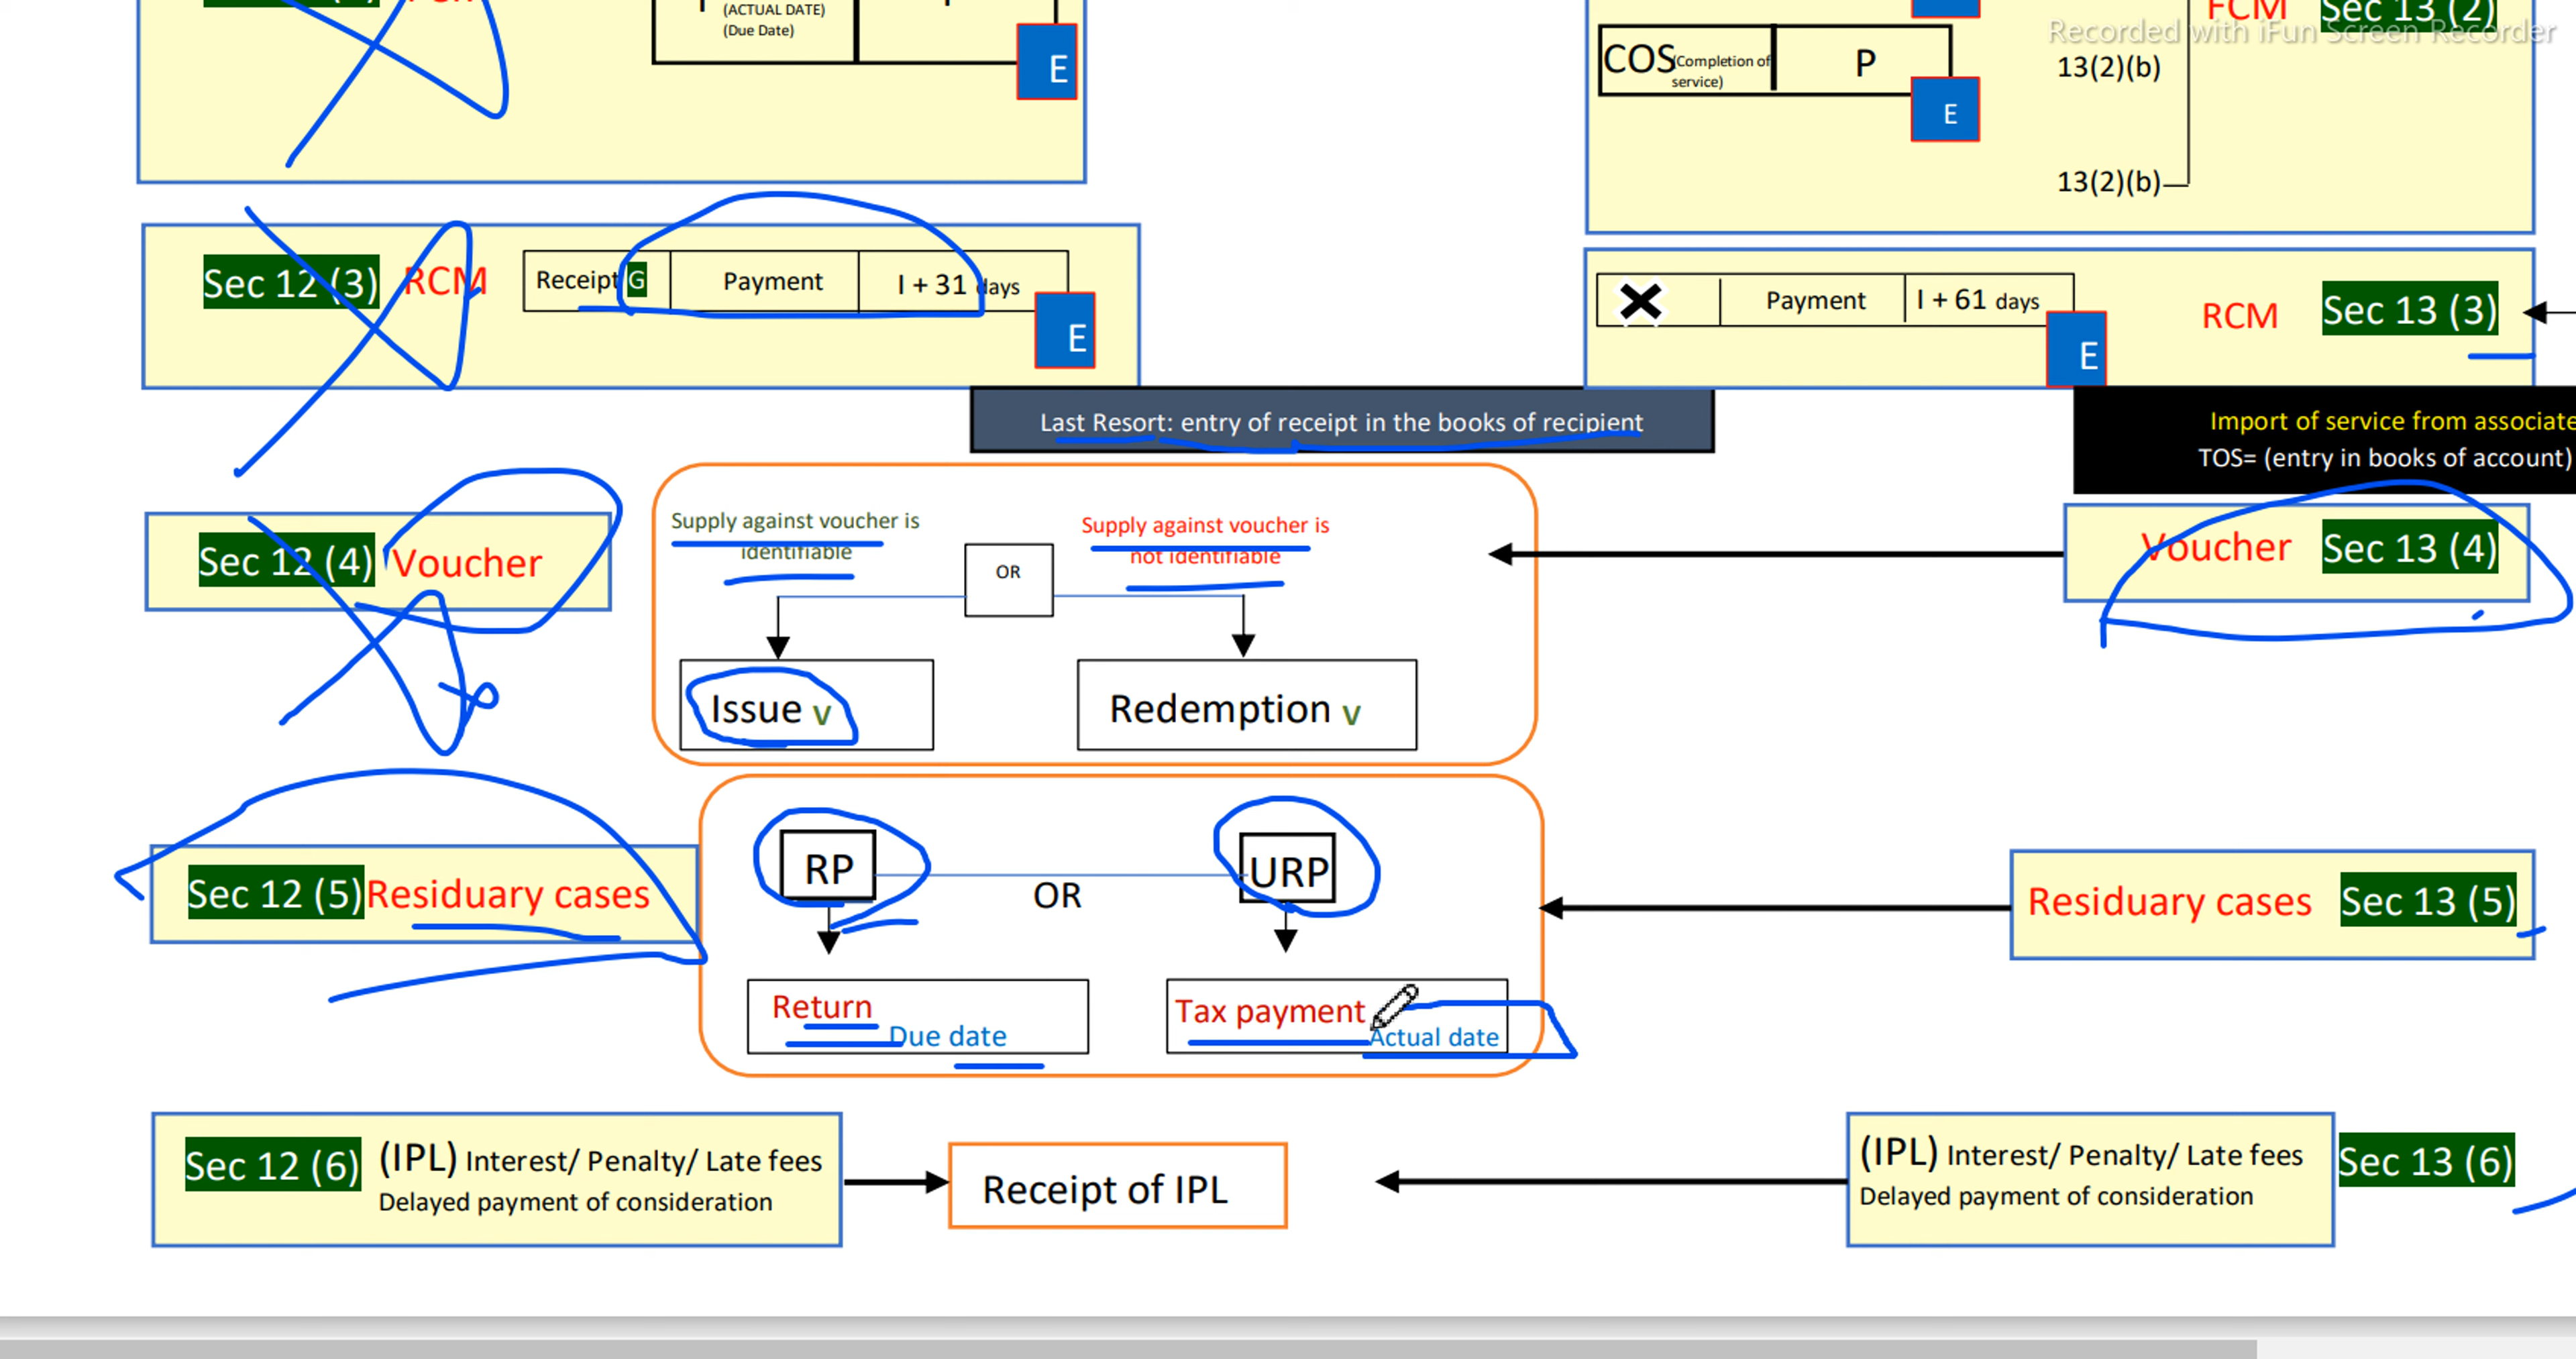 (ACTUAL DATE)
(Due Date)
E
FCM Sec 13 (2)
Recorded with iFun Screen Recorder
COS (Completion of
service)
P
E
13(2)(b)
13(2)(b)
Sec 12 (3) RCM
Receipt G
Payment
I + 31 days
E
Payment
I + 61 days
E
RCM Sec 13 (3)
Last Resort: entry of receipt in the books of recipient
Import of service from associate
TOS= (entry in books of account)
Sec 12 (4) Voucher
Supply against voucher is
identifiable
OR
Supply against voucher is
not identifiable
Voucher Sec 13 (4)
Issue v
Redemption v
Sec 12 (5) Residuary cases
RP
OR
URP
Residuary cases Sec 13 (5)
Return
Due date
Tax payment
Actual date
Sec 12 (6) (IPL) Interest/ Penalty/ Late fees
Delayed payment of consideration
Receipt of IPL
(IPL) Interest/ Penalty/ Late fees
Delayed payment of consideration
Sec 13 (6)